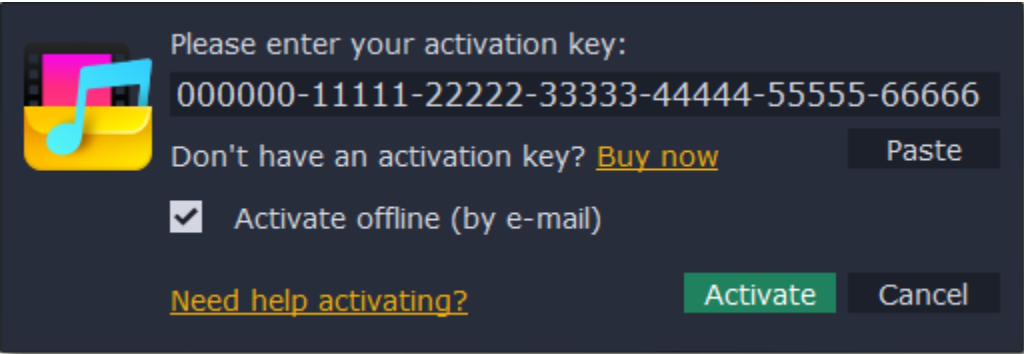 Please enter your activation key:
000000-11111-22222-33333-44444-55555-66666
Don't have an activation key? Buy now
Paste
Activate offline (by e-mail)
Need help activating?
Activate
Cancel